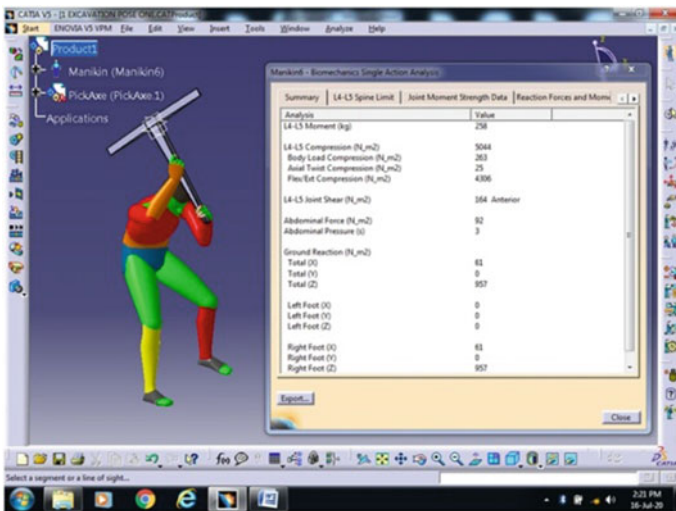 CATIA V5 - [1 EXCAVATION POSE ONE.CATProduct]
Start ENOVIA V5 VPM File Edit View Insert Tools Window Analyze Help
Product1
Manikin (Manikin6)
PickAxe (PickAxe.1)
Applications
Manikin6 - Biomechanics Single Action Analysis
Summary L4-L5 Spine Limit Joint Moment Strength Data Reaction Forces and Mome
Analysis Value
L4-L5 Moment (kg) 258
L4-L5 Compression (N_m2) 5044
Body Load Compression (N_m2) 263
Axial Twist Compression (N_m2) 25
Flex/Ext Compression (N_m2) 4306
L4-L5 Joint Shear (N_m2) 164 Anterior
Abdominal Force (N_m2) 92
Abdominal Pressure (s) 3
Ground Reaction (N_m2)
Total (X) 61
Total (Y) 0
Total (Z) 957
Left Foot (X) 0
Left Foot (Y) 0
Left Foot (Z) 0
Right Foot (X) 61
Right Foot (Y) 0
Right Foot (Z) 957
Export...
Close
Select a segment or a line of sight...
2:21 PM
16-Jul-20